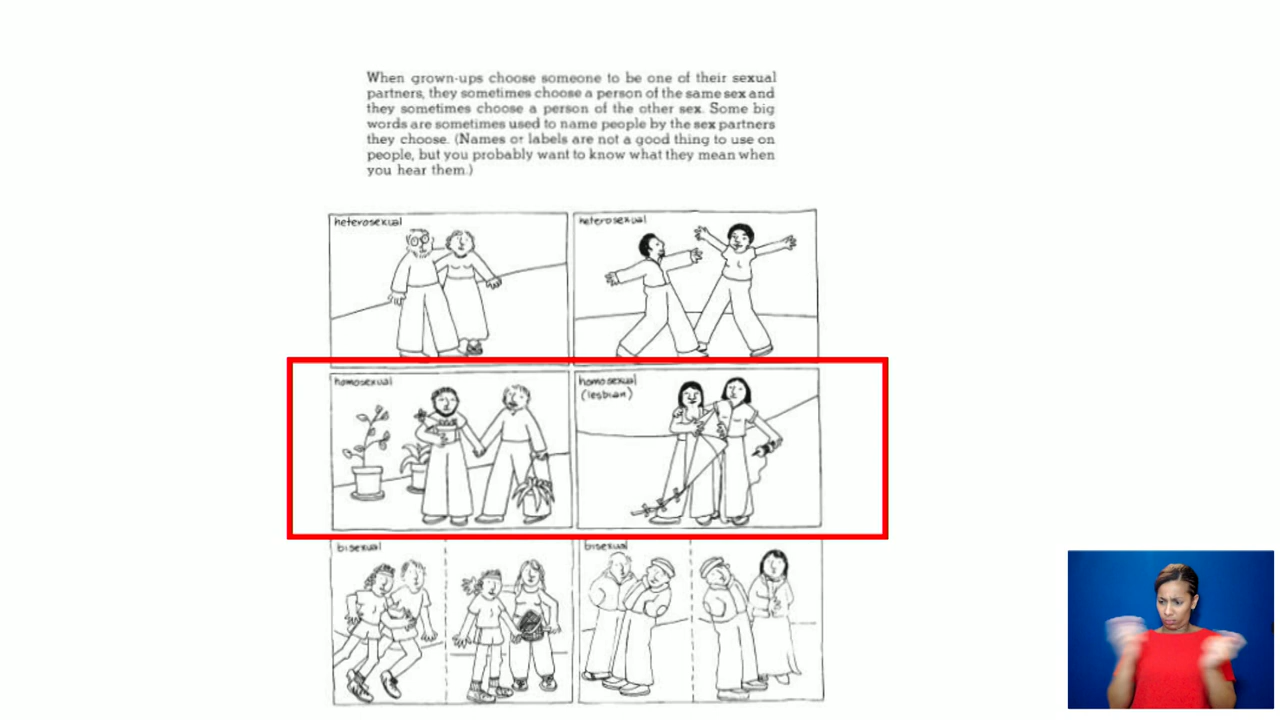 When grown-ups choose someone to be one of their sexual
partners, they sometimes choose a person of the same sex and
they sometimes choose a person of the other sex. Some big
words are sometimes used to name people by the sex partners
they choose. (Names or labels are not a good thing to use on
people, but you probably want to know what they mean when
you hear them.)
heterosexual
heterosexual
homosexual
homosexual
(lesbian)
bisexual
bisexual